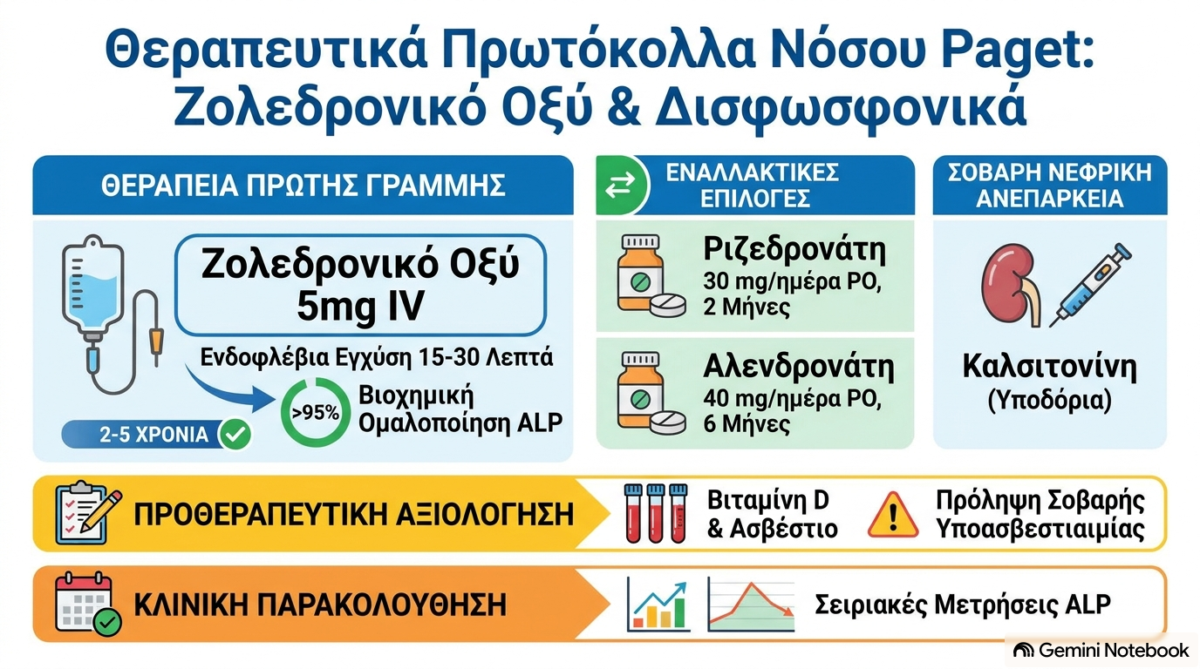 Θεραπευτικά Πρωτόκολλα Νόσου Paget:
Ζολεδρονικό Οξύ & Δισφωσφονικά
ΘΕΡΑΠΕΙΑ ΠΡΩΤΗΣ ΓΡΑΜΜΗΣ
Ζολεδρονικό Οξύ
5mg IV
Ενδοφλέβια Εγχύση 15-30 Λεπτά
>95%
Βιοχημική
Ομαλοποίηση ALP
2-5 ΧΡΟΝΙΑ
ΕΝΑΛΛΑΚΤΙΚΕΣ
ΕΠΙΛΟΓΕΣ
Ριζεδρονάτη
30 mg/ημέρα PO,
2 Μήνες
Αλενδρονάτη
40 mg/ημέρα PO,
6 Μήνες
ΣΟΒΑΡΗ ΝΕΦΡΙΚΗ
ΑΝΕΠΑΡΚΕΙΑ
Καλσιτονίνη
(Υποδόρια)
ΠΡΟΘΕΡΑΠΕΥΤΙΚΗ ΑΞΙΟΛΟΓΗΣΗ
Βιταμίνη D
& Ασβέστιο
Πρόληψη Σοβαρής
Υποασβεστιαιμίας
ΚΛΙΝΙΚΗ ΠΑΡΑΚΟΛΟΥΘΗΣΗ
Σειριακές Μετρήσεις ALP
Gemini Notebook